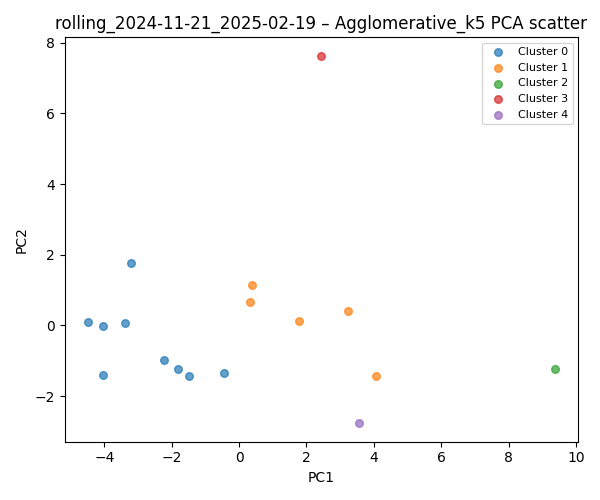 rolling_2024-11-21_2025-02-19 – Agglomerative_k5 PCA scatter
Cluster 0
Cluster 1
Cluster 2
Cluster 3
Cluster 4
8
6
4
2
0
−2
PC2
−4
−2
0
2
4
6
8
10
PC1